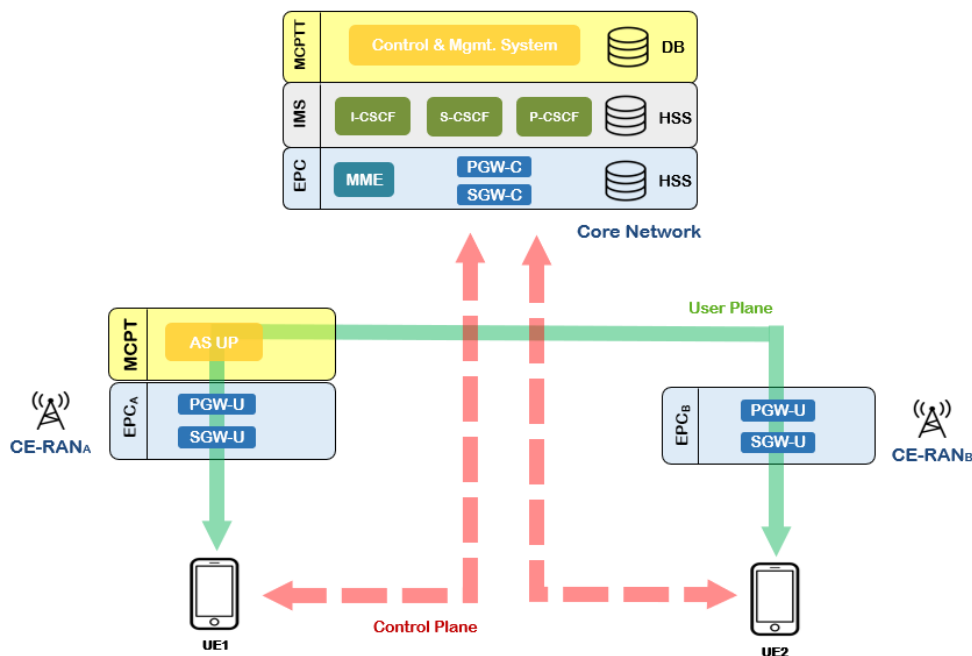 MCPTT
Control & Mgmt. System
DB
IMS
I-CSCF
S-CSCF
P-CSCF
HSS
EPC
MME
PGW-C
SGW-C
HSS
Core Network
User Plane
MCPT
AS UP
EPCA
PGW-U
SGW-U
CE-RANA
EPCB
PGW-U
SGW-U
CE-RANB
Control Plane
UE1
UE2